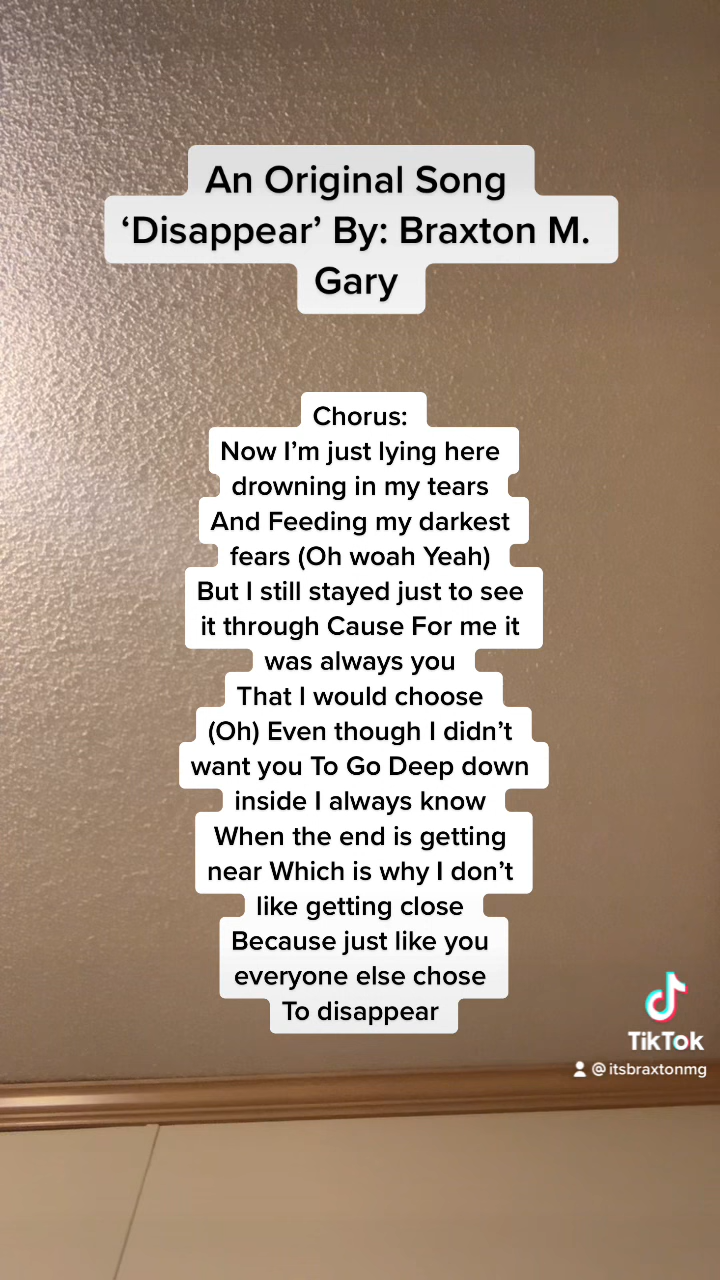 An Original Song
‘Disappear’ By: Braxton M.
Gary
Chorus:
Now I’m just lying here
drowning in my tears
And Feeding my darkest
fears (Oh woah Yeah)
But I still stayed just to see
it through Cause For me it
was always you
That I would choose
(Oh) Even though I didn’t
want you To Go Deep down
inside I always know
When the end is getting
near Which is why I don’t
like getting close
Because just like you
everyone else chose
To disappear
TikTok
@itsbraxtonmg